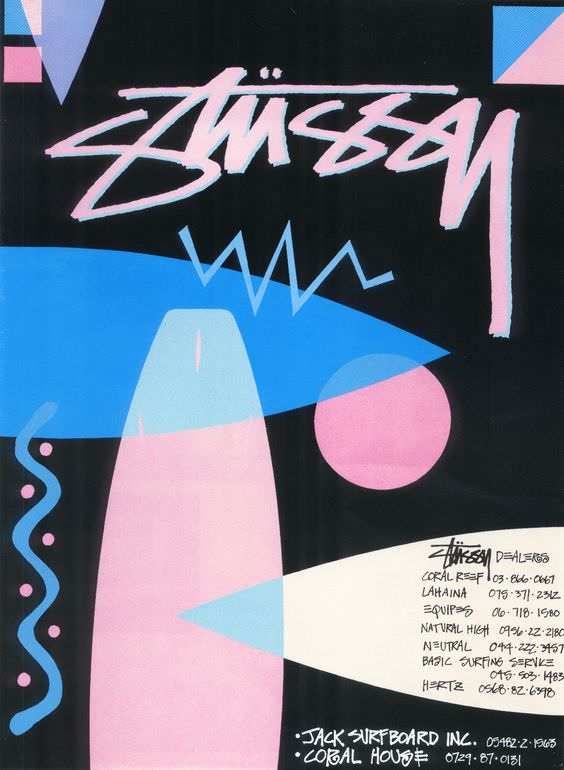 Stüssy
Stüssy DEALERS
CORAL REEF 03·866·0667
LAHAINA 075·371·2312
EQUIPES 06·718·1580
NATURAL HIGH 0956·22·2180
NEUTRAL 044·222·3457
BASIC SURFING SERVICE
045·503·1483
HERTZ 0568·82·6398
·JACK SURFBOARD INC. 05482·2·1563
·CORAL HOUSE 0729·87·0131